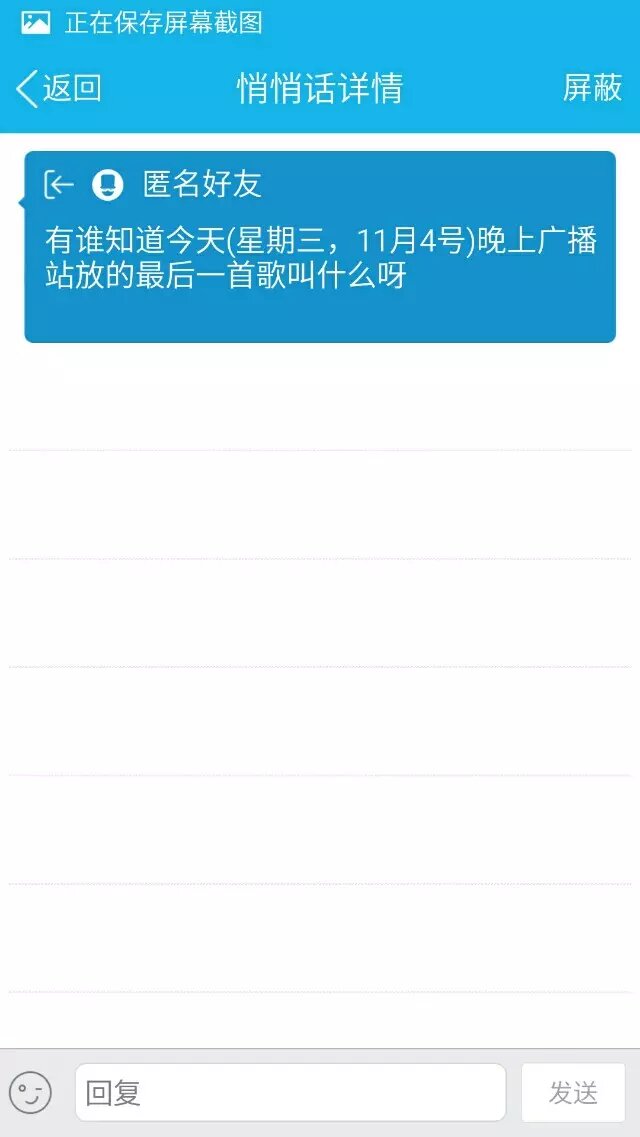 正在保存屏幕截图
返回 悄悄话详情 屏蔽
匿名好友
有谁知道今天(星期三，11月4号)晚上广播
站放的最后一首歌叫什么呀
回复 发送